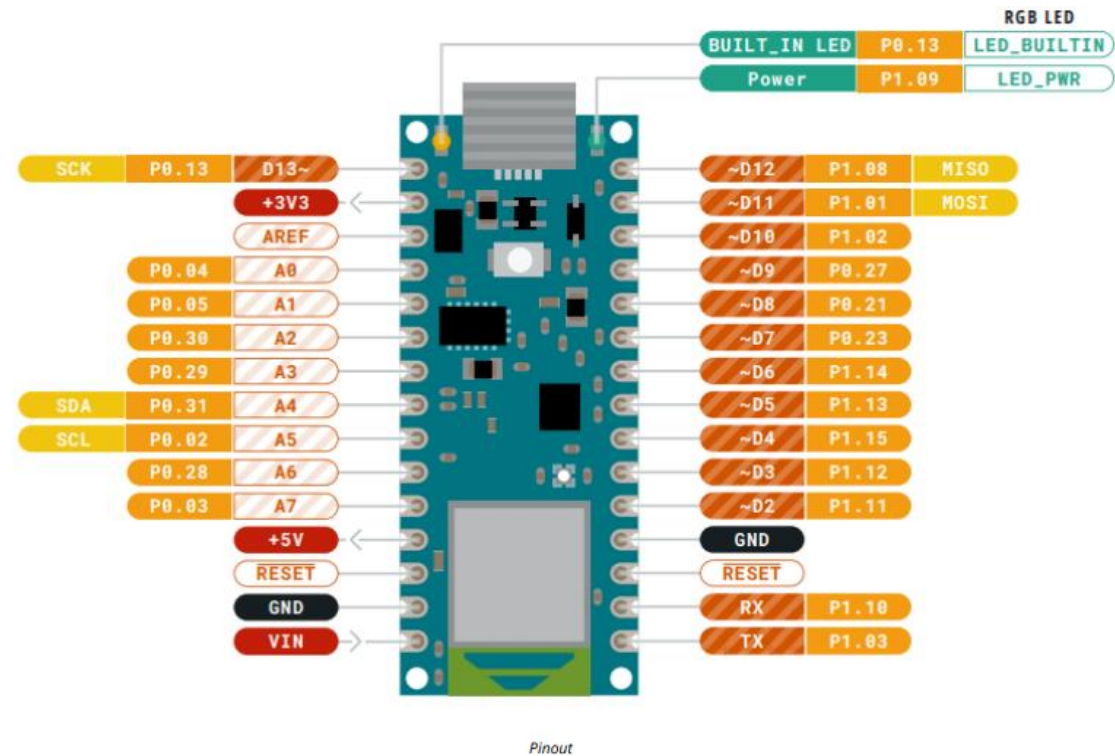 RGB LED
BUILT_IN LED P0.13 LED_BUILTIN
Power P1.09 LED_PWR
SCK P0.13 D13~ ~D12 P1.08 MISO
+3V3 ~D11 P1.01 MOSI
AREF ~D10 P1.02
P0.04 A0 ~D9 P0.27
P0.05 A1 ~D8 P0.21
P0.30 A2 ~D7 P0.23
P0.29 A3 ~D6 P1.14
SDA P0.31 A4 ~D5 P1.13
SCL P0.02 A5 ~D4 P1.15
P0.28 A6 ~D3 P1.12
P0.03 A7 ~D2 P1.11
+5V GND
RESET RESET
GND RX P1.10
VIN TX P1.03
Pinout